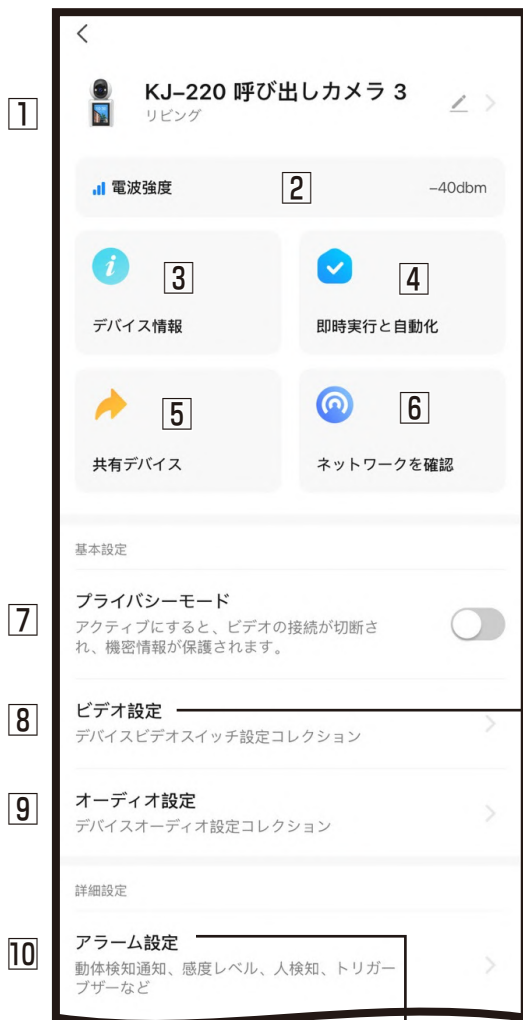 1
KJ-220 呼び出しカメラ 3
リビング
電波強度
2
-40dbm
3
デバイス情報
4
即時実行と自動化
5
共有デバイス
6
ネットワークを確認
基本設定
7
プライバシーモード
アクティブにすると、ビデオの接続が切断さ
れ、機密情報が保護されます。
8
ビデオ設定
デバイスビデオスイッチ設定コレクション
9
オーディオ設定
デバイスオーディオ設定コレクション
詳細設定
10
アラーム設定
動体検知通知、感度レベル、人検知、トリガー
ブザーなど